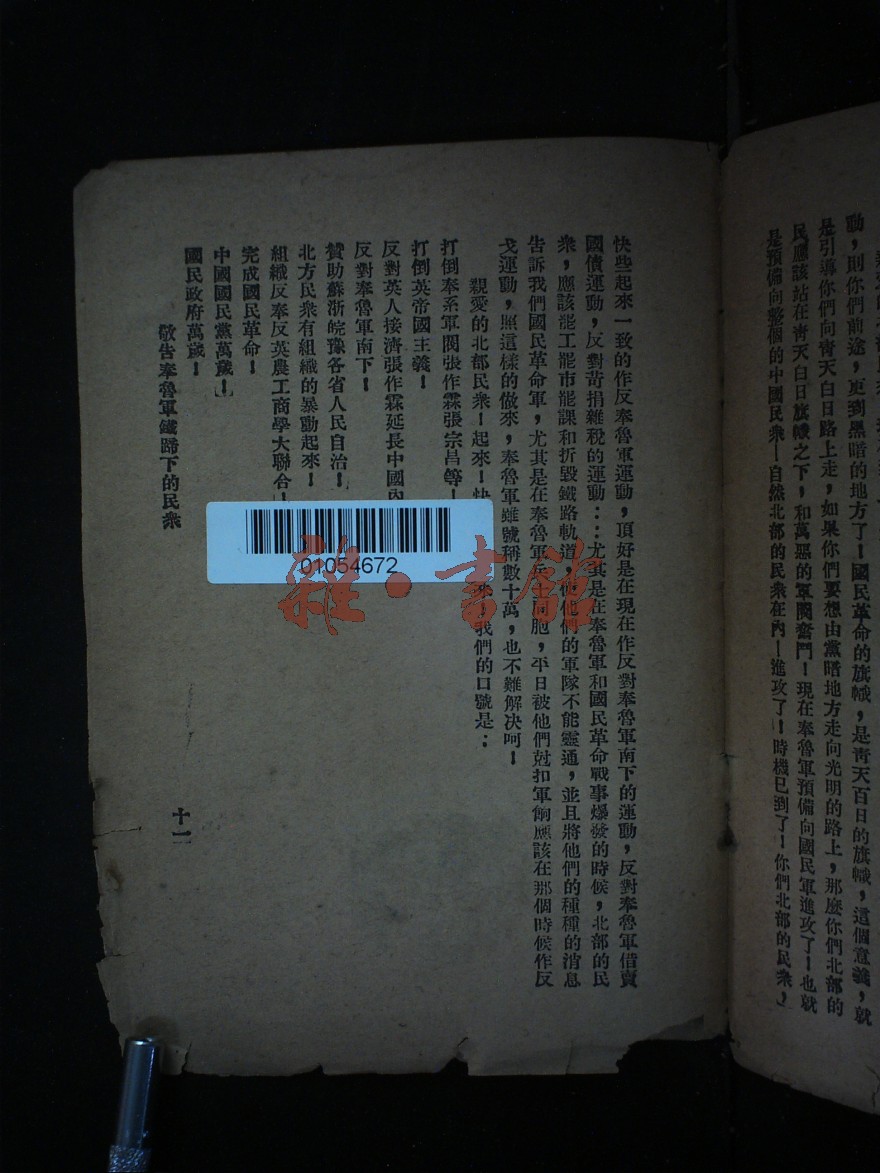 動，則你們前途，更到黑暗的地方了！國民革命的旗幟，是靑天百日的旗幟，這個意義，就
是引導你們向靑天白日路上走，如果你們要想由黨暗地方走向光明的路上，那麼你們北部的
民應該站在靑天白日旗幟之下，和萬惡的軍閥奮鬥！現在奉魯軍預備向國民軍進攻了！也就
是預備向整個的中國民衆—自然北部的民衆在內—進攻了！時機已到了！你們北部的民衆，
快些起來一致的作反奉魯軍運動，頂好是在現在作反對奉魯軍南下的運動，反對奉魯軍借賣
國債運動，反對苛捐雜稅的運動…尤其是在奉魯軍和國民革命戰事爆發的時候，北部的民
衆，應該罷工罷市罷課和折毀鐵路軌道，使他們的軍隊不能靈通，並且將他們的種種的消息
告訴我們國民革命軍，尤其是在奉魯軍兵士同胞，平日被他們尅扣軍餉應該在那個時候作反
戈運動，照這樣的做來，奉魯軍雖號稱數十萬，也不難解決呵！
親愛的北部民衆！起來！快 來，我們的口號是：
打倒奉系軍閥張作霖張宗昌等！
打倒英帝國主義！
反對英人接濟張作霖延長中國內
反對奉魯軍南下！
贊助蘇浙皖豫各省人民自治！
北方民衆有組織的暴動起來！
組織反奉反英農工商學大聯合！
完成國民革命！
中國國民黨萬歲！
國民政府萬歲！
敬告奉魯軍鐵蹄下的民衆
十一
01054672
雜·書館